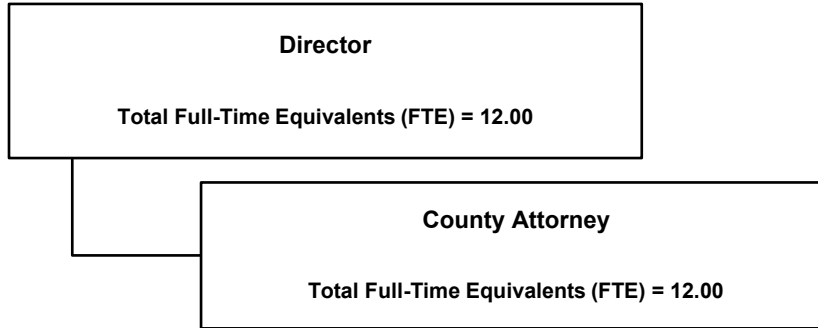 Director
Total Full-Time Equivalents (FTE) = 12.00
County Attorney
Total Full-Time Equivalents (FTE) = 12.00